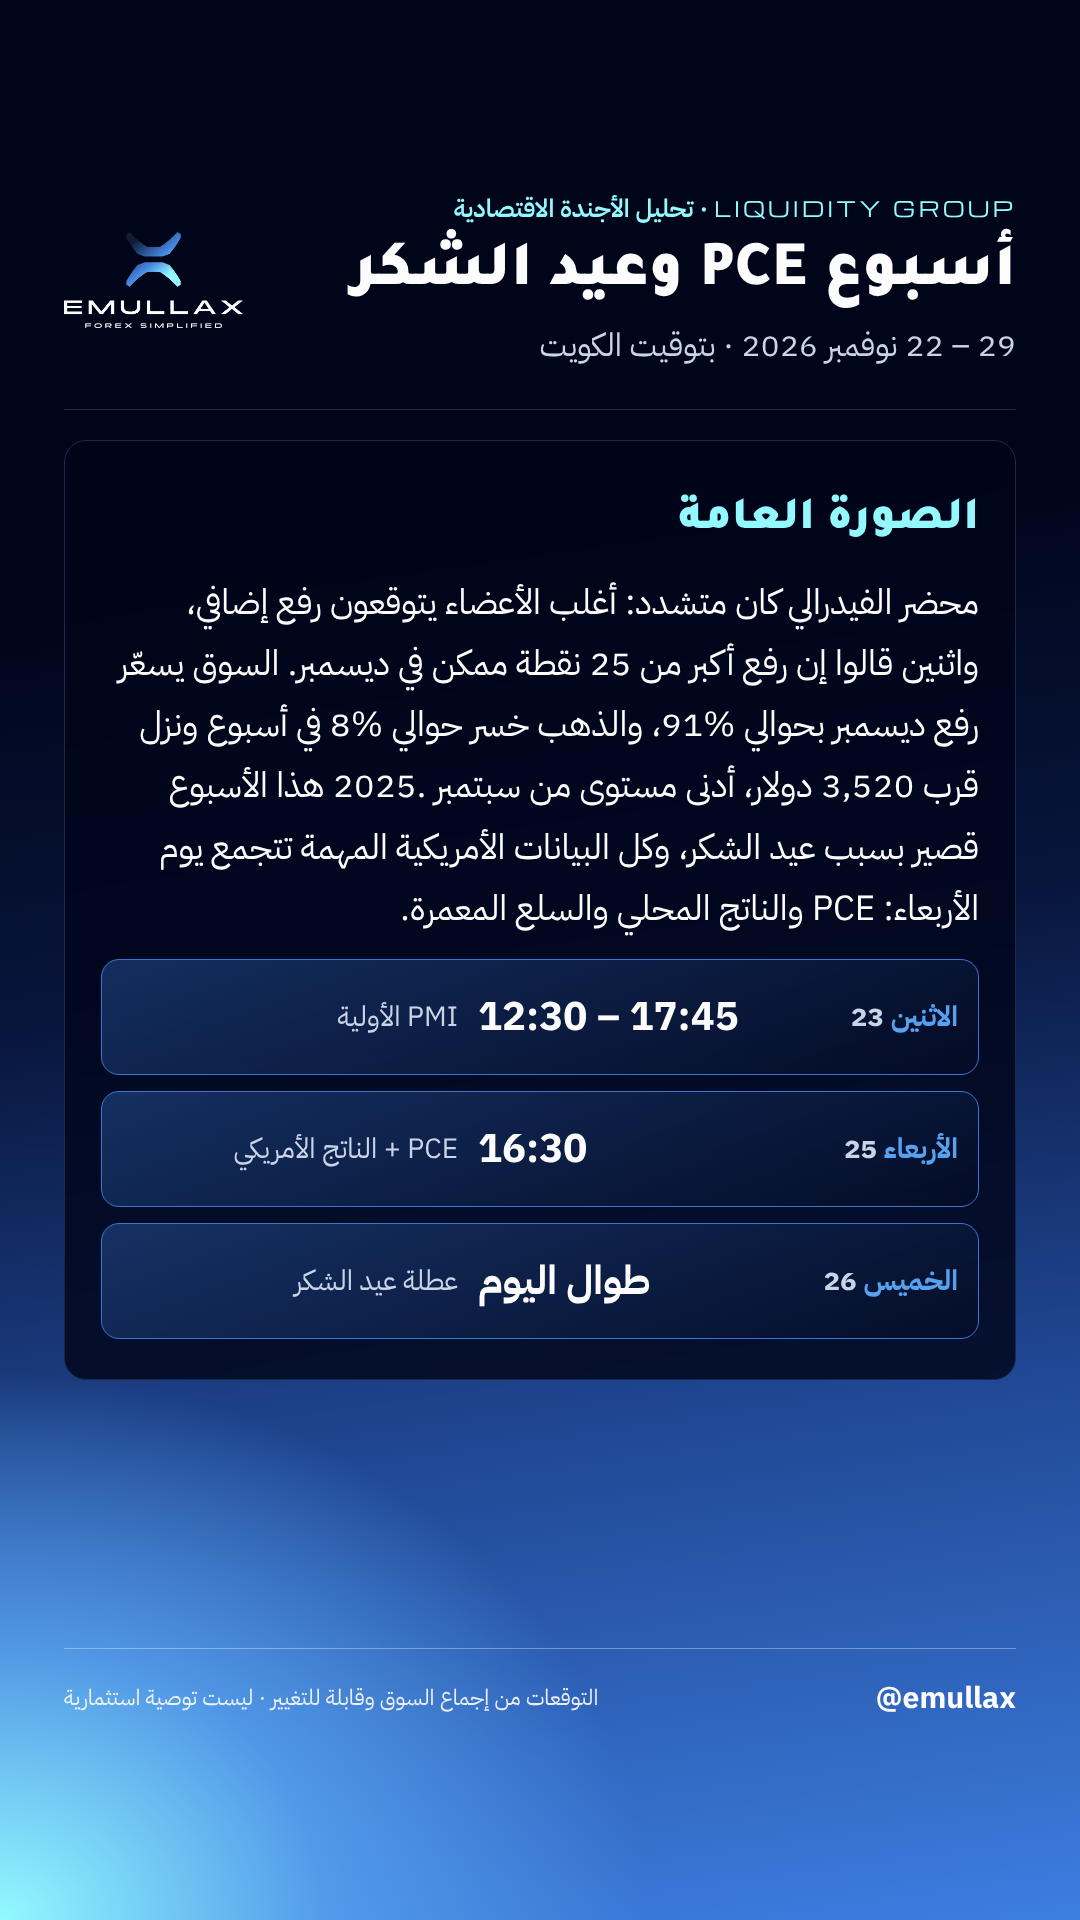 LIQUIDITY GROUP · تحليل الأجندة الاقتصادية
أسبوع PCE وعيد الشكر
29 – 22 نوفمبر 2026 · بتوقيت الكويت
EMULLAX
FOREX SIMPLIFIED
الصورة العامة
محضر الفيدرالي كان متشدد: أغلب الأعضاء يتوقعون رفع إضافي،
واثنين قالوا إن رفع أكبر من 25 نقطة ممكن في ديسمبر. السوق يسعّر
رفع ديسمبر بحوالي 91%، والذهب خسر حوالي 8% في أسبوع ونزل
قرب 3,520 دولار، أدنى مستوى من سبتمبر 2025. هذا الأسبوع
قصير بسبب عيد الشكر، وكل البيانات الأمريكية المهمة تتجمع يوم
الأربعاء: PCE والناتج المحلي والسلع المعمرة.
الاثنين 23 12:30 – 17:45 PMI الأولية
الأربعاء 25 16:30 PCE + الناتج الأمريكي
الخميس 26 طوال اليوم عطلة عيد الشكر
@emullax
التوقعات من إجماع السوق وقابلة للتغيير · ليست توصية استثمارية